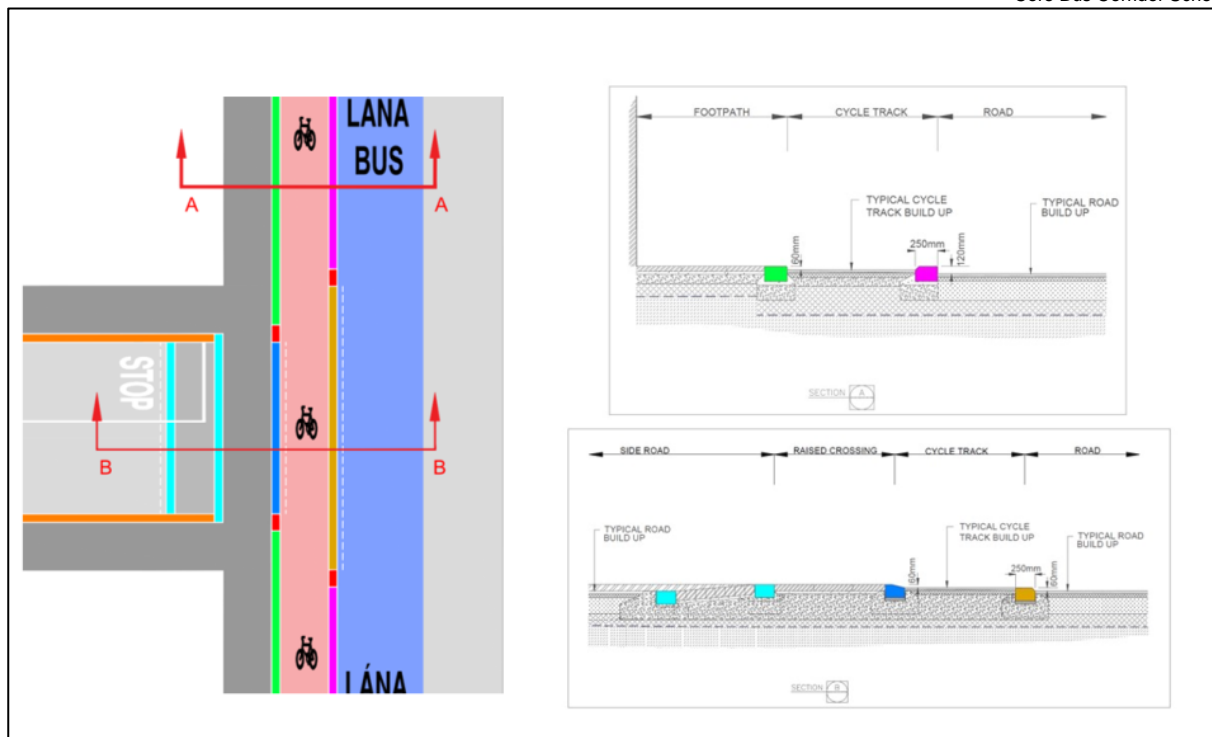 LANA
BUS
A
A
STOP
B
B
LÁNA
FOOTPATH
CYCLE TRACK
ROAD
TYPICAL CYCLE
TRACK BUILD UP
TYPICAL ROAD
BUILD UP
60mm
250mm
120mm
SECTION A
SIDE ROAD
RAISED CROSSING
CYCLE TRACK
ROAD
TYPICAL ROAD
BUILD UP
TYPICAL CYCLE
TRACK BUILD UP
TYPICAL ROAD
BUILD UP
60mm
250mm
60mm
SECTION B